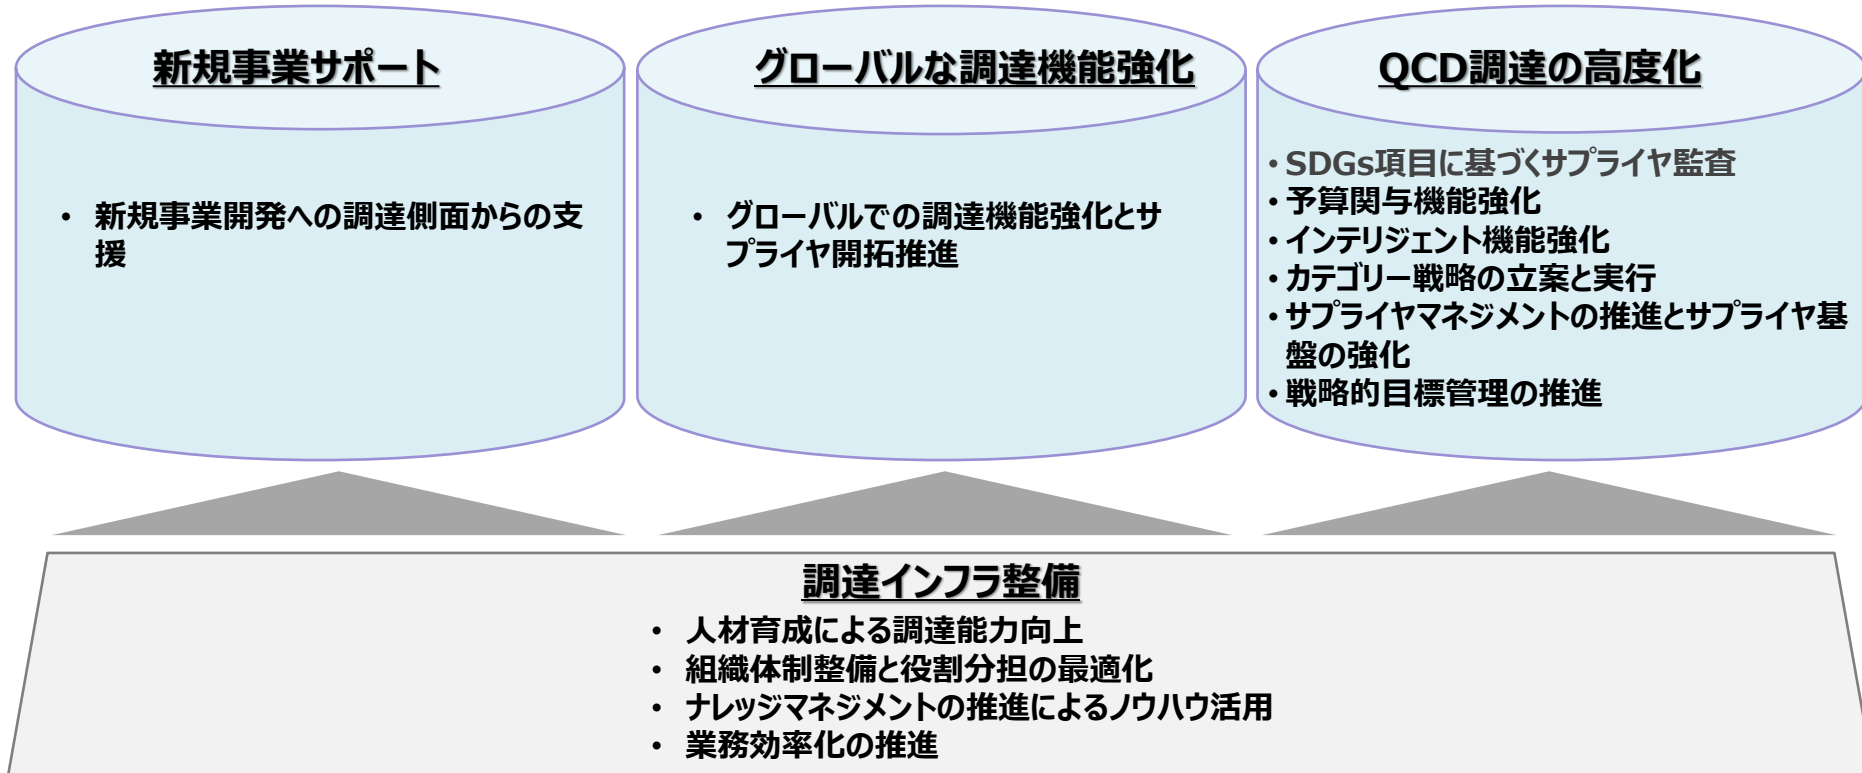 新規事業サポート
・ 新規事業開発への調達側面からの支
援
グローバルな調達機能強化
・ グローバルでの調達機能強化とサ
プライヤ開拓推進
QCD調達の高度化
・SDGs項目に基づくサプライヤ監査
・予算関与機能強化
・インテリジェント機能強化
・カテゴリー戦略の立案と実行
・サプライヤマネジメントの推進とサプライヤ基
盤の強化
・戦略的目標管理の推進
調達インフラ整備
・ 人材育成による調達能力向上
・ 組織体制整備と役割分担の最適化
・ ナレッジマネジメントの推進によるノウハウ活用
・ 業務効率化の推進